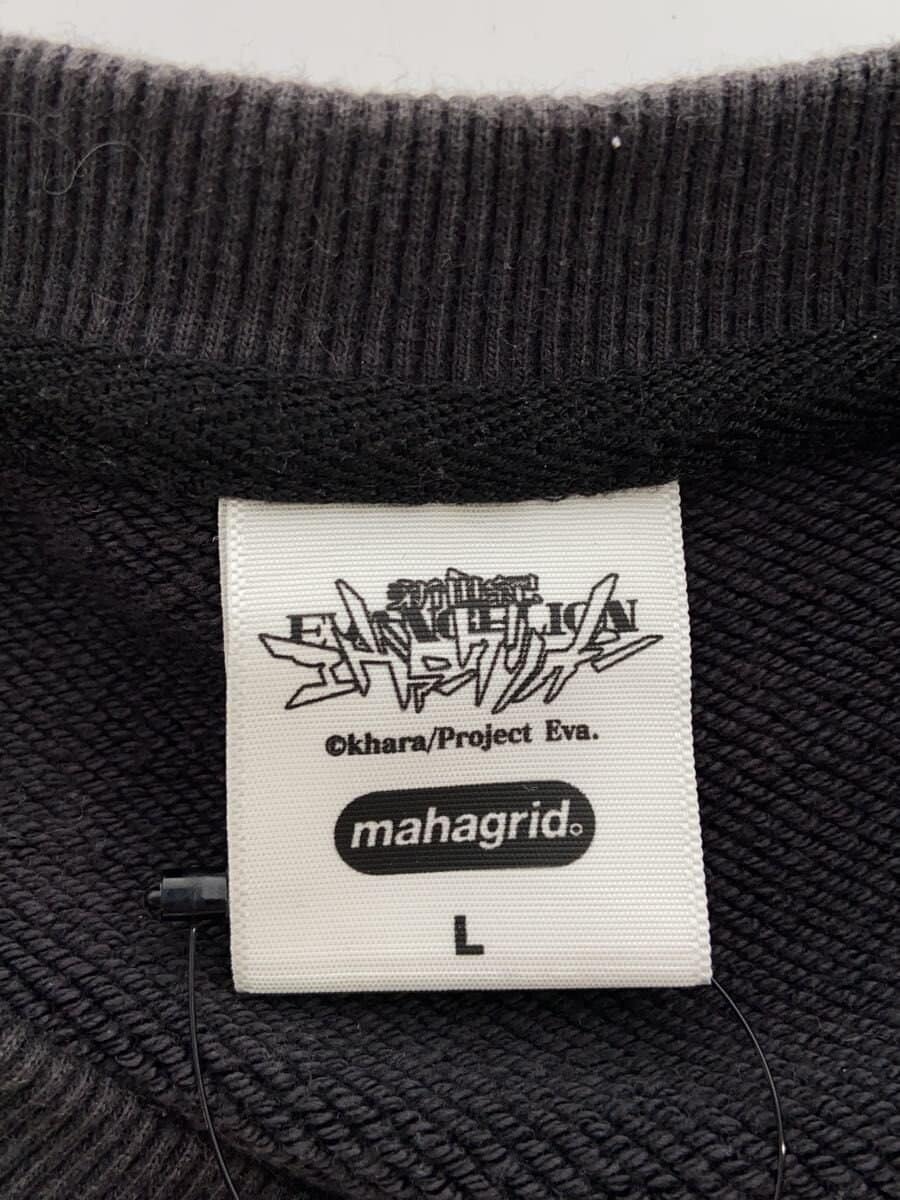 EVANGELION
©khara/Project Eva.
mahagrid
L